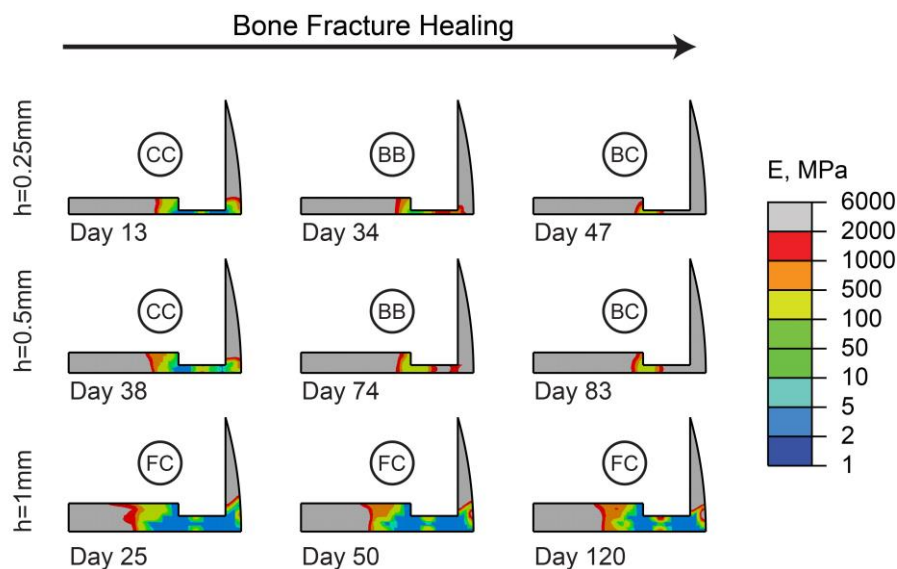 Bone Fracture Healing
h=0.25mm
CC
BB
BC
Day 13
Day 34
Day 47
h=0.5mm
CC
BB
BC
Day 38
Day 74
Day 83
h=1mm
FC
FC
FC
Day 25
Day 50
Day 120
E, MPa
6000
2000
1000
500
100
50
10
5
2
1